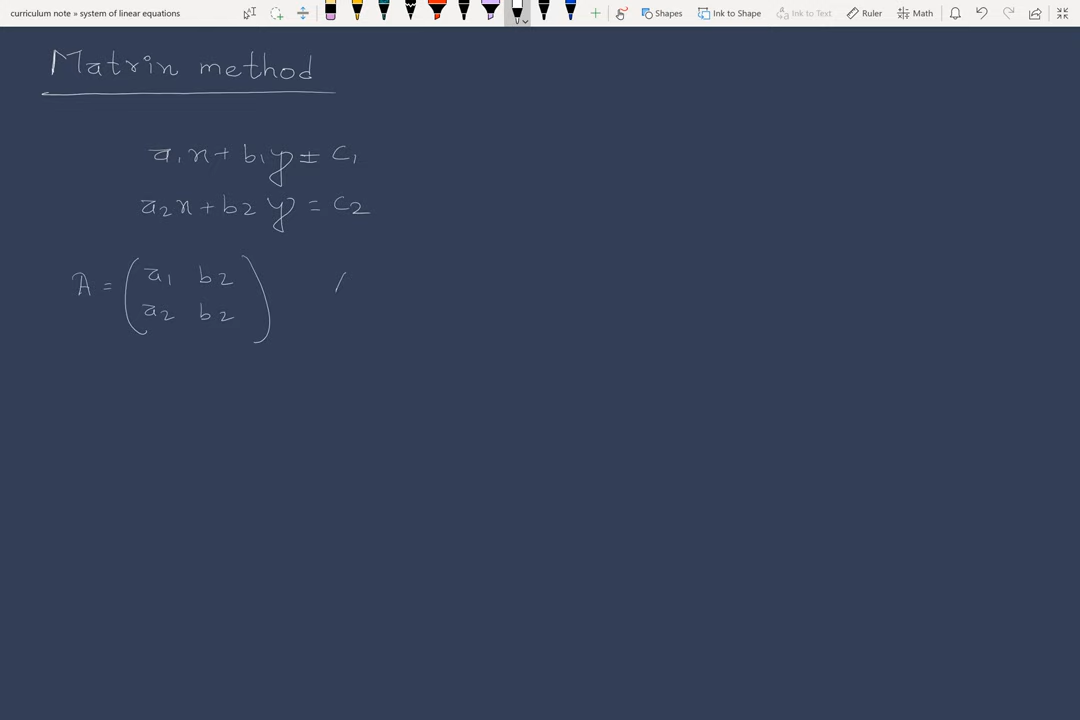 curriculum note » system of linear equations
Shapes Ink to Shape Ink to Text Ruler Math
Matrix method
a₁x + b₁y = c₁
a₂x + b₂y = c₂
A = ( a₁ b₂
a₂ b₂ )